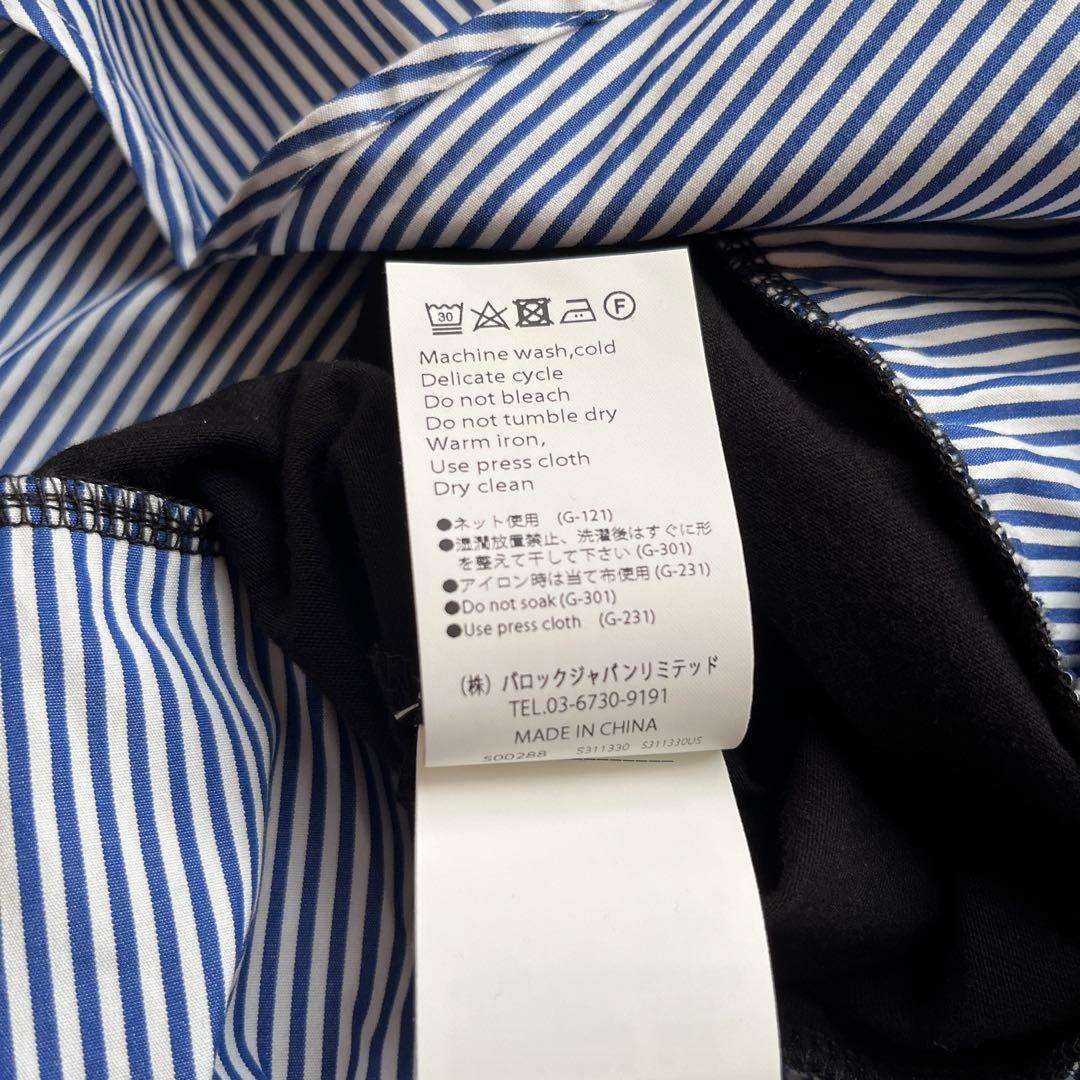 30 F
Machine wash,cold
Delicate cycle
Do not bleach
Do not tumble dry
Warm iron,
Use press cloth
Dry clean
●ネット使用 (G-121)
●湿潤放置禁止、洗濯後はすぐに形
を整えて干して下さい (G-301)
●アイロン時は当て布使用 (G-231)
●Do not soak (G-301)
●Use press cloth (G-231)
(株) バロックジャパンリミテッド
TEL.03-6730-9191
MADE IN CHINA
S00288 S311330 S311330US